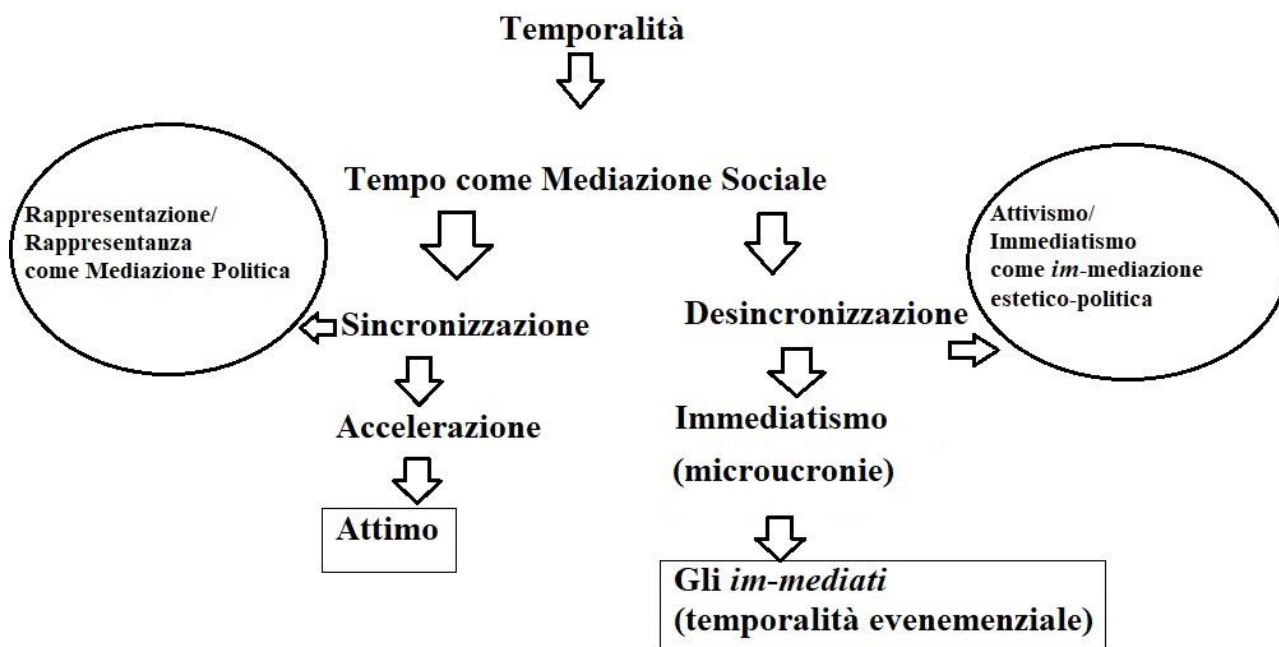 Temporalità
Tempo come Mediazione Sociale
Rappresentazione/
Rappresentanza
come Mediazione Politica
Attivismo/
Immediatismo
come im-mediazione
estetico-politica
Sincronizzazione
Desincronizzazione
Accelerazione
Immediatismo
(microucronie)
Attimo
Gli im-mediati
(temporalità evenemenziale)